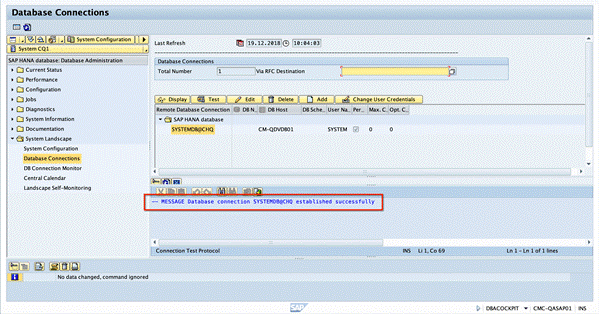 Database Connections
System Configuration
System CQ1
SAP HANA database: Database Administration
Current Status
Performance
Configuration
Jobs
Diagnostics
System Information
Documentation
System Landscape
System Configuration
Database Connections
DB Connection Monitor
Central Calendar
Landscape Self-Monitoring
Last Refresh 19.12.2018 10:04:03
Database Connections
Total Number 1 Via RFC Destination
Display Test Edit Delete Add Change User Credentials
Remote Database Connection DB N... DB Host DB Sche... User Na... Per... Max. C... Opt. C...
SAP HANA database
SYSTEMDB@CHQ CM-QDVDB01 SYSTEM 0 0
-- MESSAGE Database connection SYSTEMDB@CHQ established successfully
Connection Test Protocol INS Li 1, Co 69 Ln 1 - Ln 1 of 1 lines
No data changed, command ignored
SAP
DBACOCKPIT CMC-QASAP01 INS